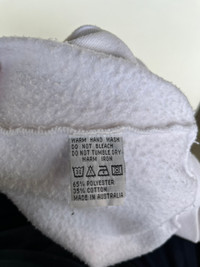 WARM HAND WASH
DO NOT BLEACH
DO NOT TUMBLE DRY
WARM IRON
65% POLYESTER
35% COTTON
MADE IN AUSTRALIA